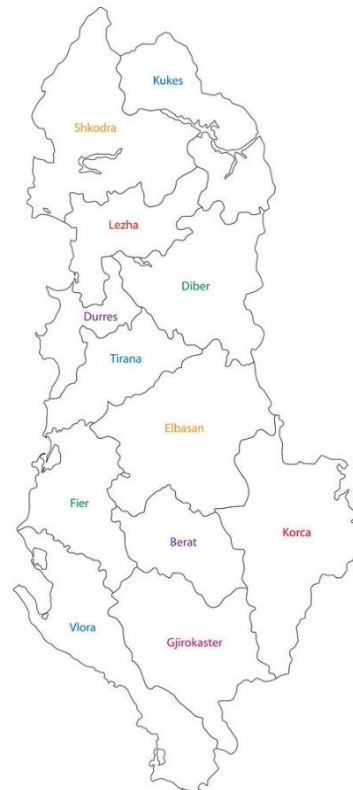 Kukes
Shkodra
Lezha
Diber
Durres
Tirana
Elbasan
Fier
Korca
Berat
Vlora
Gjirokaster